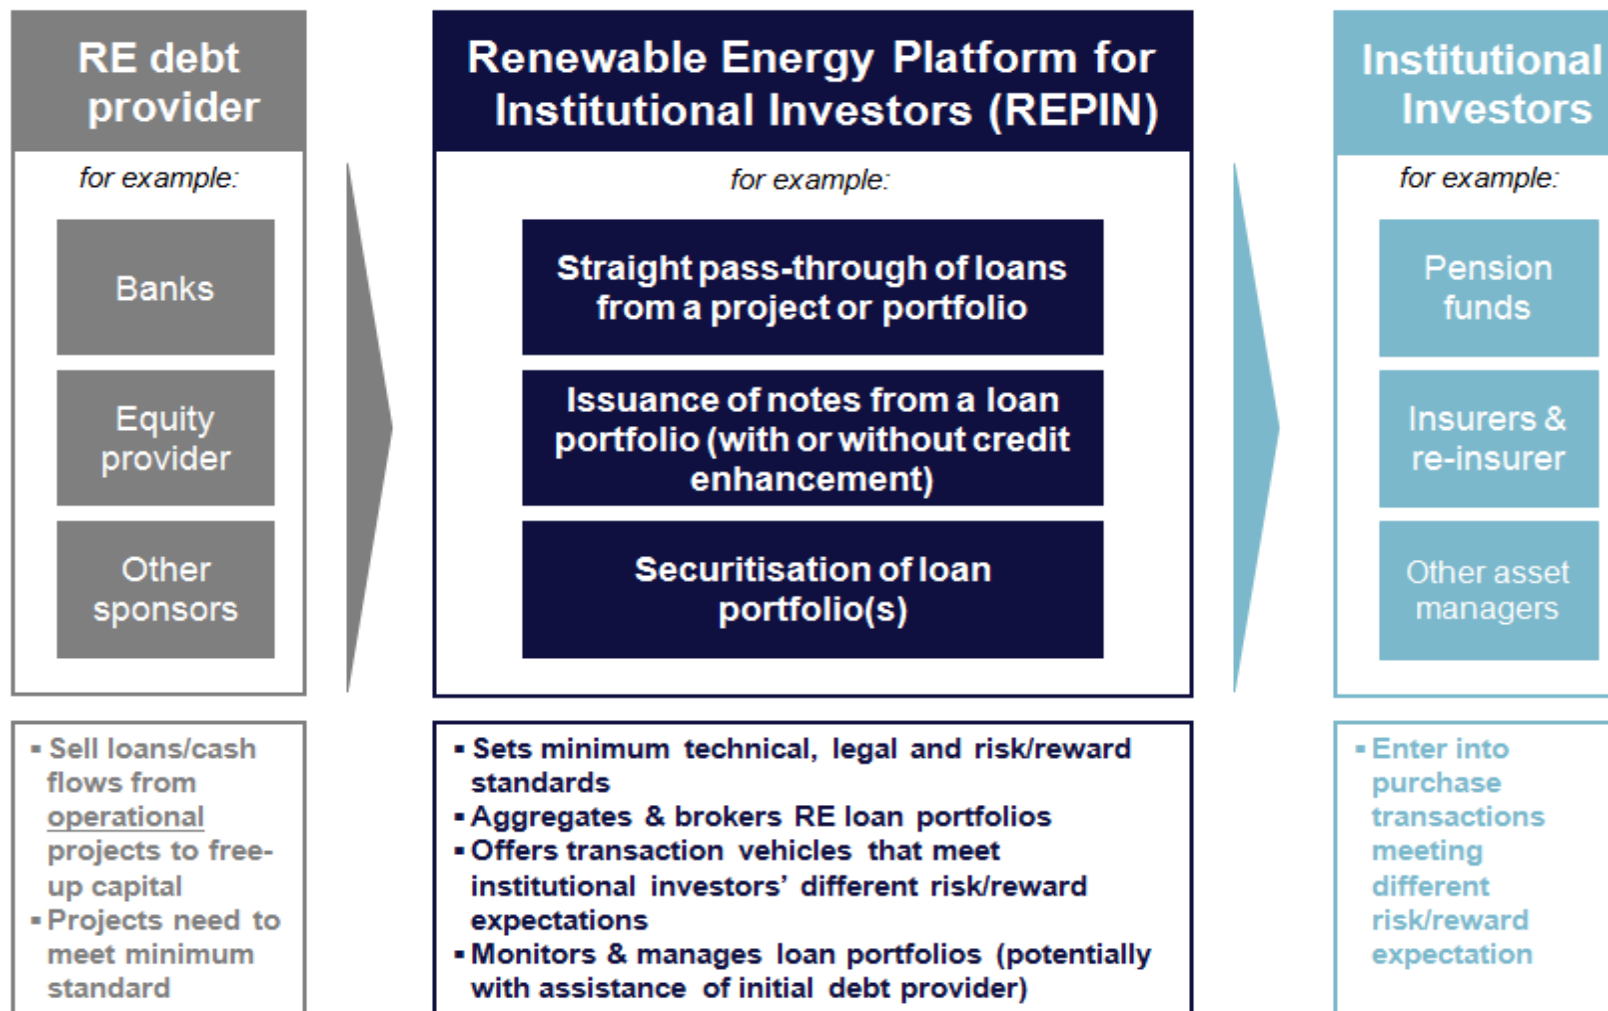 RE debt
provider
for example:
Banks
Equity
provider
Other
sponsors
▪ Sell loans/cash
flows from
operational
projects to free-
up capital
▪ Projects need to
meet minimum
standard
Renewable Energy Platform for
Institutional Investors (REPIN)
for example:
Straight pass-through of loans
from a project or portfolio
Issuance of notes from a loan
portfolio (with or without credit
enhancement)
Securitisation of loan
portfolio(s)
▪ Sets minimum technical, legal and risk/reward
standards
▪ Aggregates & brokers RE loan portfolios
▪ Offers transaction vehicles that meet
institutional investors’ different risk/reward
expectations
▪ Monitors & manages loan portfolios (potentially
with assistance of initial debt provider)
Institutional
Investors
for example:
Pension
funds
Insurers &
re-insurer
Other asset
managers
▪ Enter into
purchase
transactions
meeting
different
risk/reward
expectation